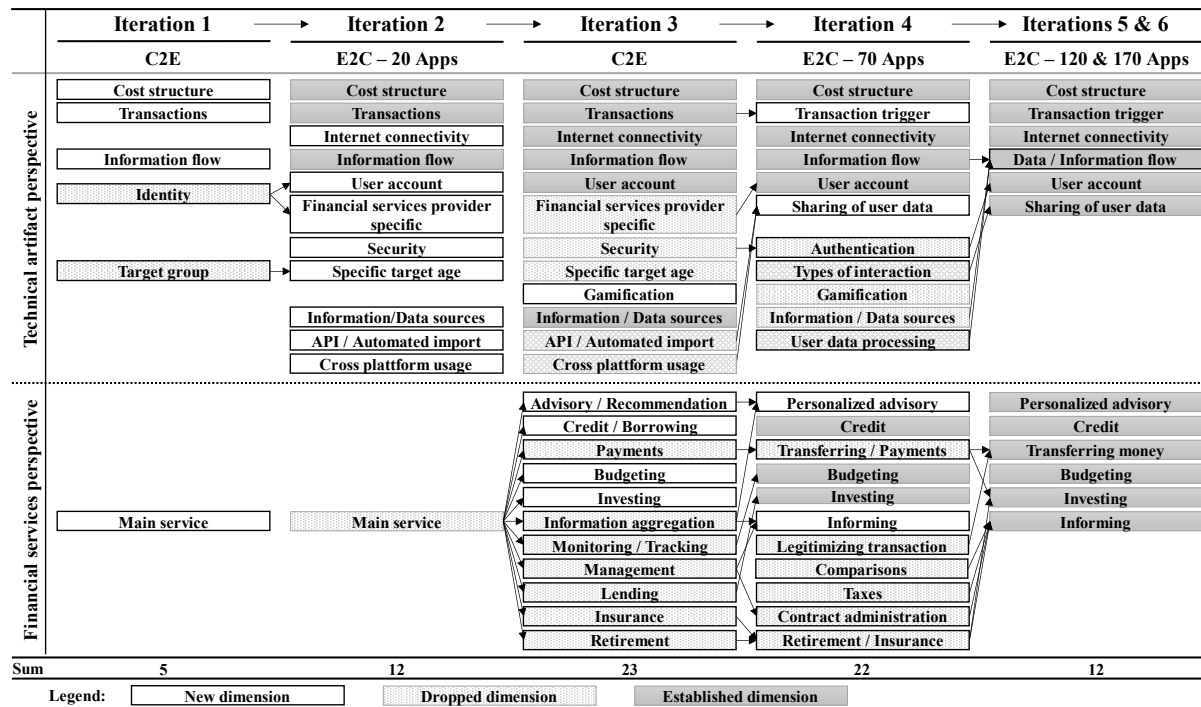 Iteration 1 Iteration 2 Iteration 3 Iteration 4 Iterations 5 & 6
C2E E2C – 20 Apps C2E E2C – 70 Apps E2C – 120 & 170 Apps
Technical artifact perspective
Cost structure Cost structure Cost structure Cost structure Cost structure
Transactions Transactions Transactions Transaction trigger Transaction trigger
Internet connectivity Internet connectivity Internet connectivity Internet connectivity
Information flow Information flow Information flow Information flow Data / Information flow
Identity User account User account User account User account
Financial services provider Financial services provider Sharing of user data Sharing of user data
specific specific
Security Security Authentication
Target group Specific target age Specific target age Types of interaction
Gamification Gamification
Information/Data sources Information / Data sources Information / Data sources
API / Automated import API / Automated import User data processing
Cross plattform usage Cross plattform usage
Financial services perspective
Advisory / Recommendation Personalized advisory Personalized advisory
Credit / Borrowing Credit Credit
Payments Transferring / Payments Transferring money
Budgeting Budgeting Budgeting
Investing Investing Investing
Main service Main service Information aggregation Informing Informing
Monitoring / Tracking Legitimizing transaction
Management Comparisons
Lending Taxes
Insurance Contract administration
Retirement Retirement / Insurance
Sum 5 12 23 22 12
Legend: New dimension Dropped dimension Established dimension